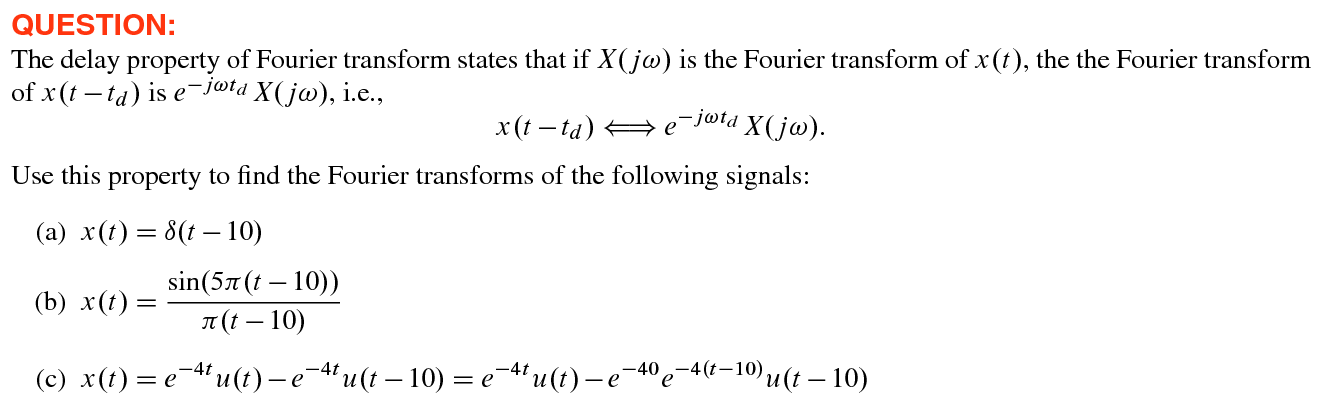 QUESTION:
The delay property of Fourier transform states that if X(jω) is the Fourier transform of x(t), the the Fourier transform
of x(t − t_d) is e^{−jωt_d} X(jω), i.e.,
x(t − t_d) ⟺ e^{−jωt_d} X(jω).
Use this property to find the Fourier transforms of the following signals:
(a) x(t) = δ(t − 10)
(b) x(t) = \frac{sin(5π(t − 10))}{π(t − 10)}
(c) x(t) = e^{−4t}u(t) − e^{−4t}u(t − 10) = e^{−4t}u(t) − e^{−40}e^{−4(t−10)}u(t − 10)